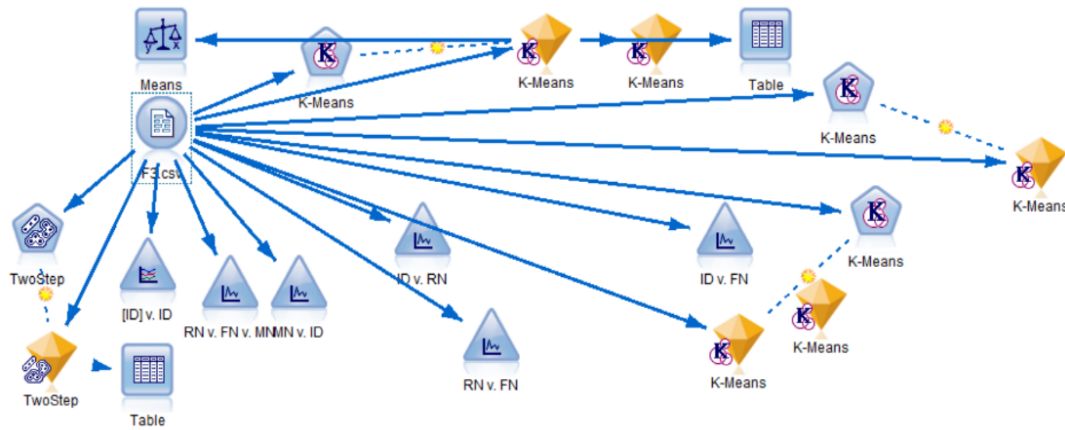 Means
K-Means
K-Means
K-Means
Table
K-Means
F3.csv
K-Means
TwoStep
[ID] v. ID
RN v. FN v. MN
MN v. ID
ID v. RN
ID v. FN
K-Means
K-Means
RN v. FN
K-Means
TwoStep
Table